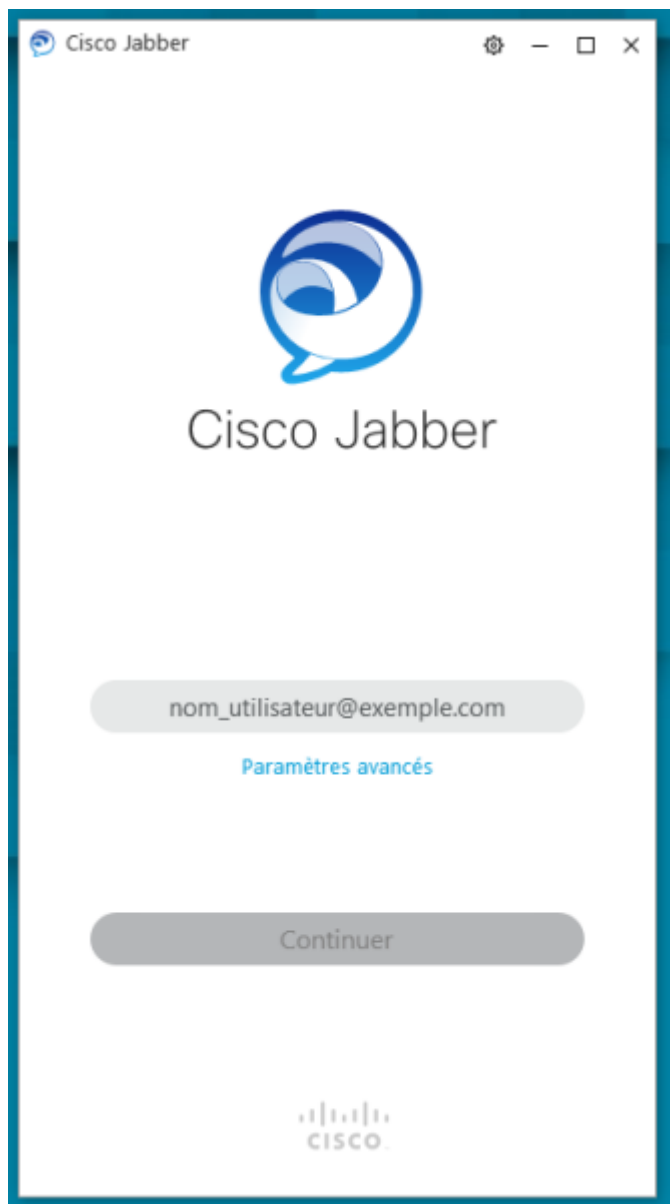 Cisco Jabber
Cisco Jabber
nom_utilisateur@exemple.com
Paramètres avancés
Continuer
CISCO